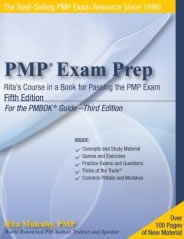 The Best-Selling PMP Exam Resource Since 1998!
PMP® Exam Prep
Rita's Course in a Book for Passing the PMP Exam
Fifth Edition
For the PMBOK® Guide—Third Edition
INSIDE:
Concepts and Study Material
Games and Exercises
Practice Exams and Questions
Tricks of the Trade®
Common Pitfalls and Mistakes
Rita Mulcahy, PMP
World Renowned PM Author, Trainer and Speaker
Over
100 Pages
of New Material